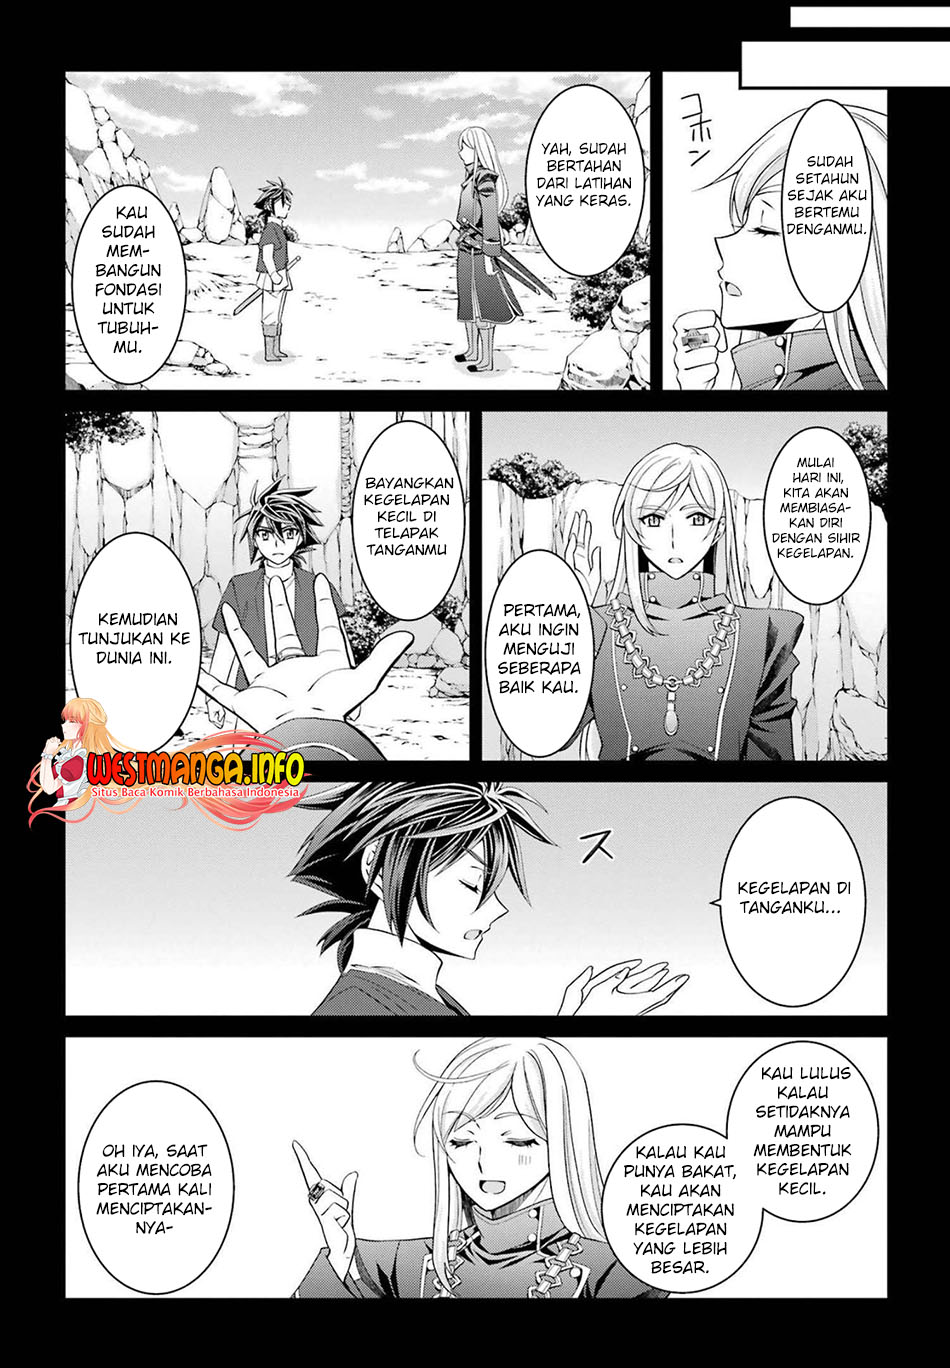 コホン
SUDAH
SETAHUN
SEJAK AKU
BERTEMU
DENGANMU.
YAH, SUDAH
BERTAHAN
DARI LATIHAN
YANG KERAS.
KAU
SUDAH
MEM-
BANGUN
FONDASI
UNTUK
TUBUH-
MU.
MULAI
HARI INI,
KITA AKAN
MEMBIASA-
KAN DIRI
DENGAN SIHIR
KEGELAPAN.
PERTAMA,
AKU INGIN
MENGUJI
SEBERAPA
BAIK KAU.
BAYANGKAN
KEGELAPAN
KECIL DI
TELAPAK
TANGANMU
KEMUDIAN
TUNJUKAN KE
DUNIA INI.
WESTMANGA.INFO
Situs Baca Komik Berbahasa Indonesia
KEGELAPAN DI
TANGANKU...
ス
KAU LULUS
KALAU
SETIDAKNYA
MAMPU
MEMBENTUK
KEGELAPAN
KECIL.
KALAU KAU
PUNYA BAKAT,
KAU AKAN
MENCIPTAKAN
KEGELAPAN
YANG LEBIH
BESAR.
OH IYA, SAAT
AKU MENCOBA
PERTAMA KALI
MENCIPTAKAN-
NYA-